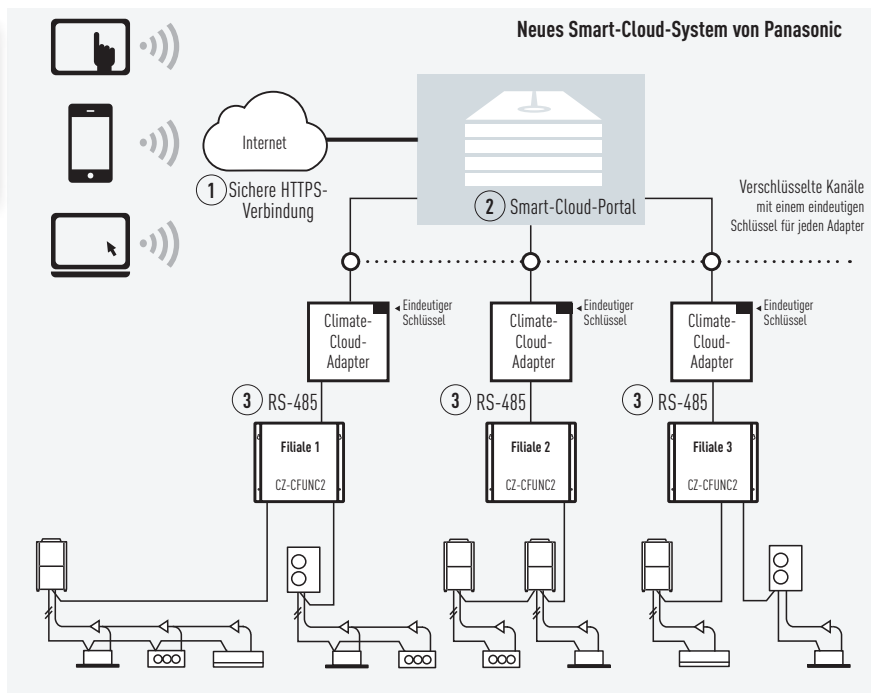 Neues Smart-Cloud-System von Panasonic
Internet
1 Sichere HTTPS-
Verbindung
2 Smart-Cloud-Portal
Verschlüsselte Kanäle
mit einem eindeutigen
Schlüssel für jeden Adapter
Climate-
Cloud-
Adapter
Eindeutiger
Schlüssel
Climate-
Cloud-
Adapter
Eindeutiger
Schlüssel
Climate-
Cloud-
Adapter
Eindeutiger
Schlüssel
3 RS-485
3 RS-485
3 RS-485
Filiale 1
CZ-CFUNC2
Filiale 2
CZ-CFUNC2
Filiale 3
CZ-CFUNC2